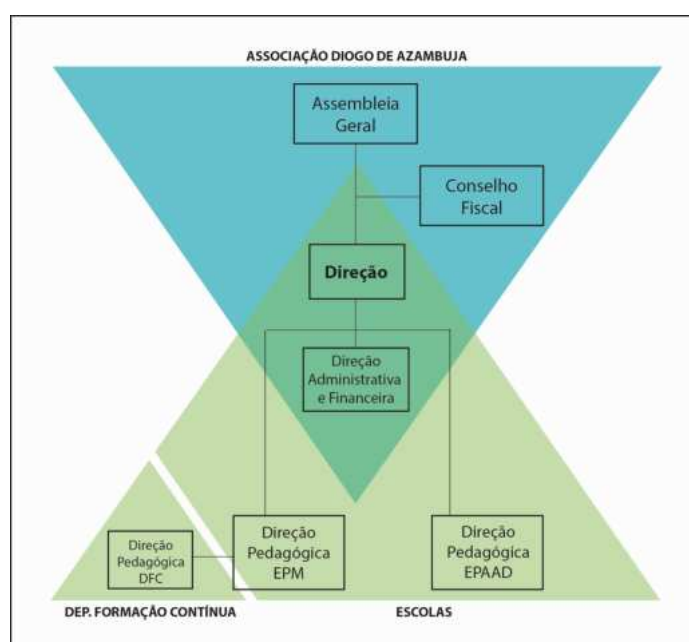 ASSOCIAÇÃO DIOGO DE AZAMBUJA
Assembleia
Geral
Conselho
Fiscal
Direção
Direção
Administrativa
e Financeira
Direção
Pedagógica
DFC
Direção
Pedagógica
EPM
Direção
Pedagógica
EPAAD
DEP. FORMAÇÃO CONTÍNUA
ESCOLAS